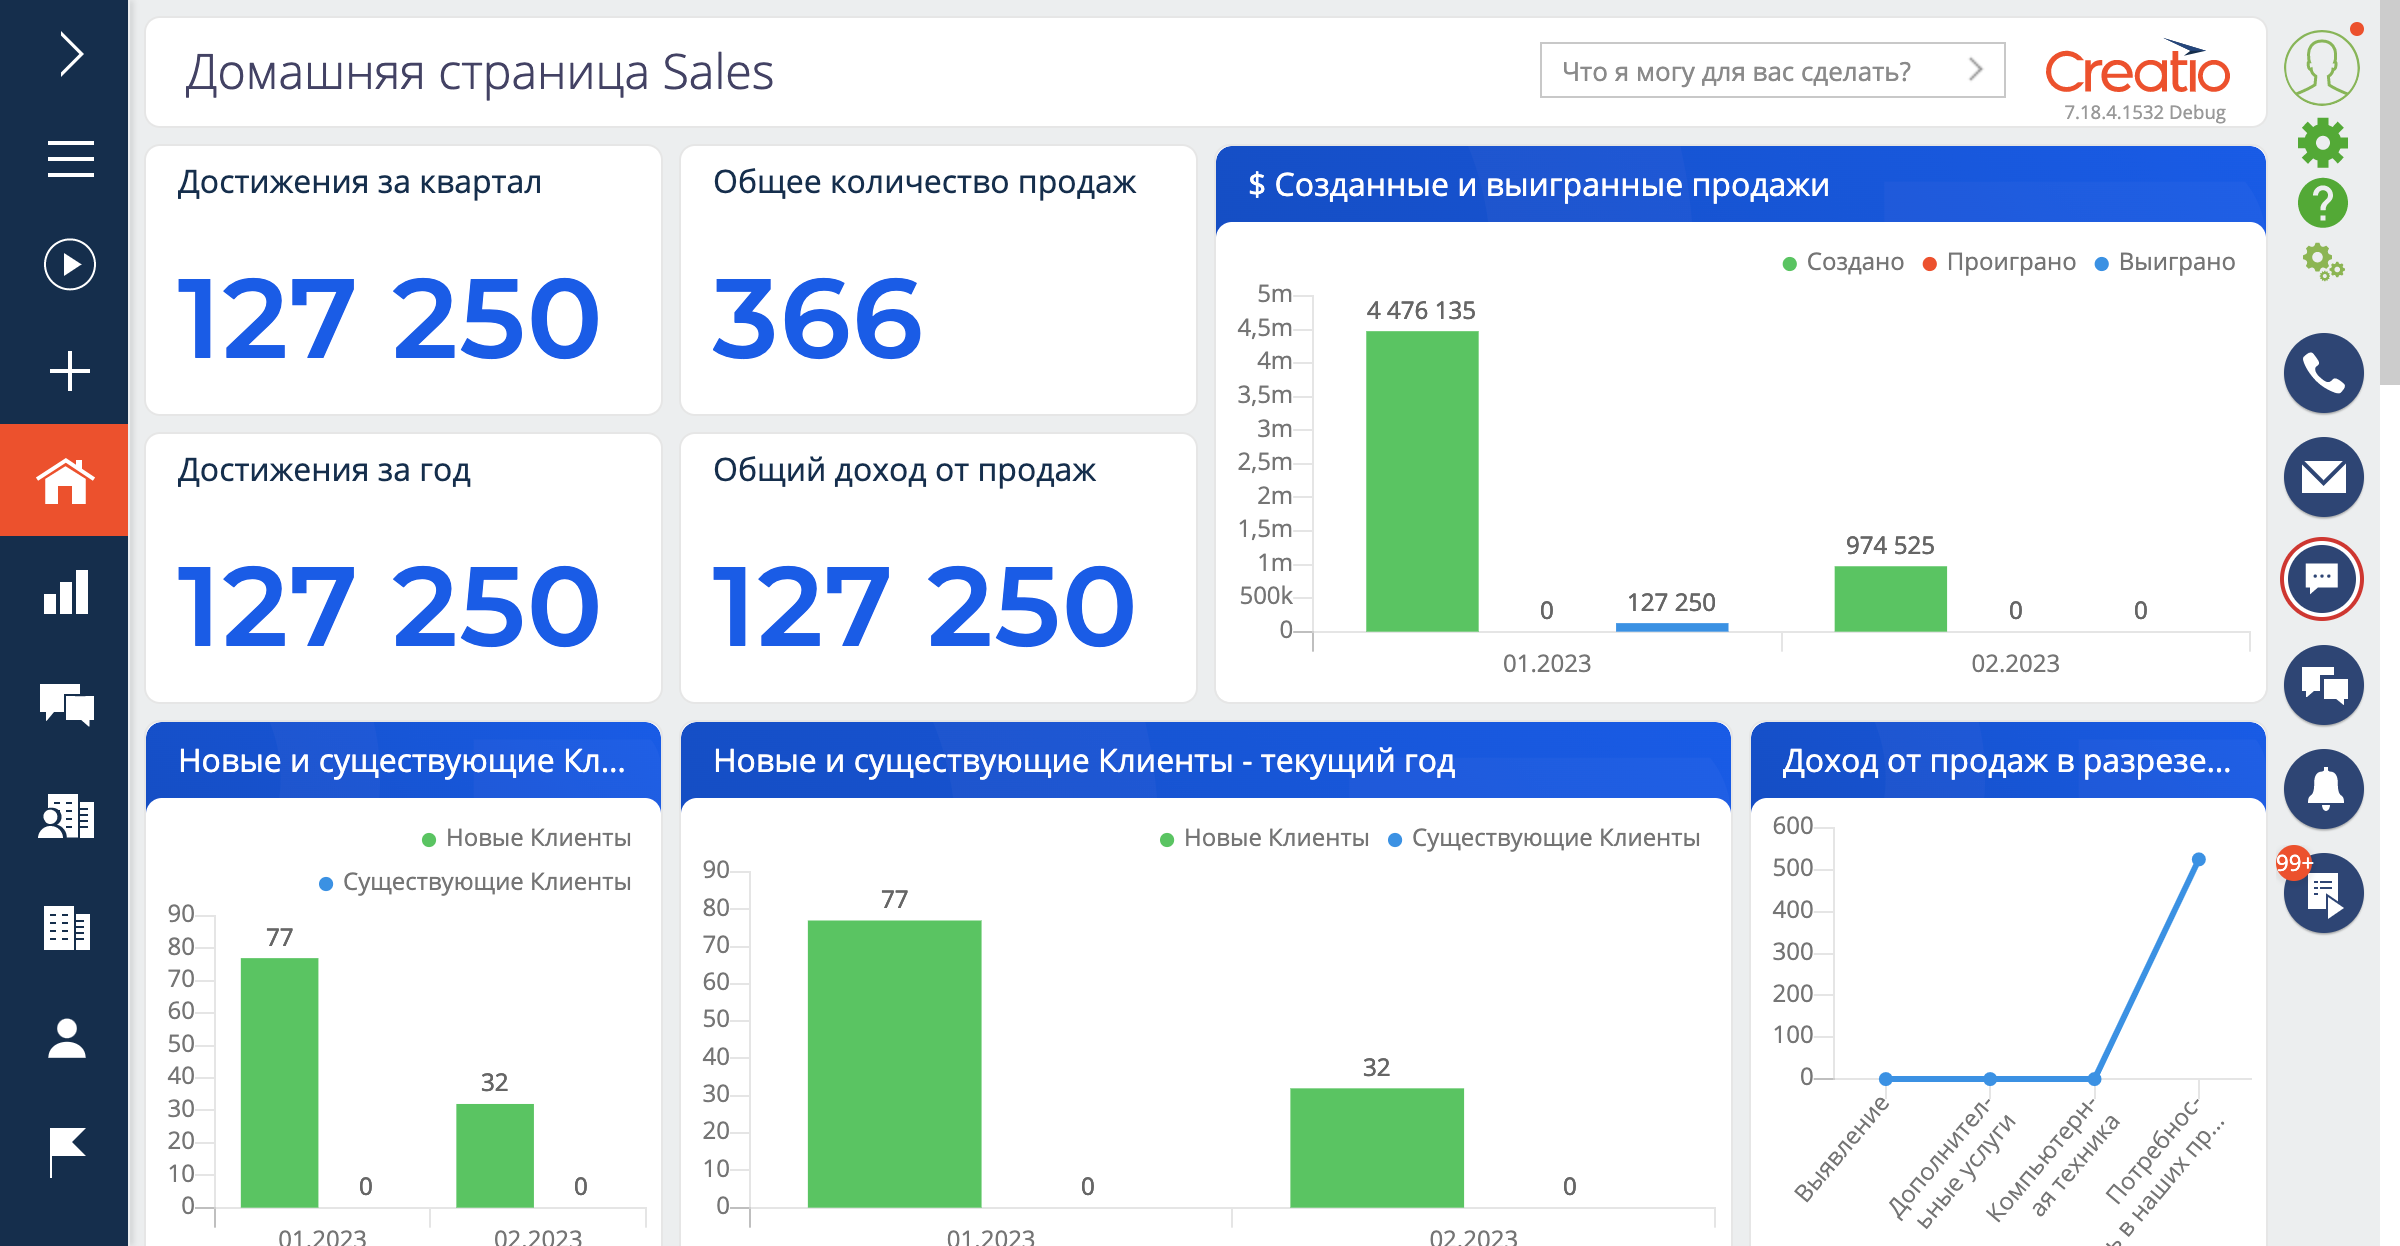 Домашняя страница Sales
Что я могу для вас сделать?
Creatio
7.18.4.1532 Debug
Достижения за квартал
127 250
Общее количество продаж
366
Достижения за год
127 250
Общий доход от продаж
127 250
$ Созданные и выигранные продажи
Создано Проиграно Выиграно
5m
4,5m
4m
3,5m
3m
2,5m
2m
1,5m
1m
500k
0
4 476 135
0
127 250
974 525
0
0
01.2023
02.2023
Новые и существующие Кл...
Новые Клиенты
Существующие Клиенты
90
80
70
60
50
40
30
20
10
0
77
0
32
0
01.2023
02.2023
Новые и существующие Клиенты - текущий год
Новые Клиенты Существующие Клиенты
90
80
70
60
50
40
30
20
10
0
77
0
32
0
01.2023
02.2023
Доход от продаж в разрезе...
600
500
400
300
200
100
0
Выявление
Дополнител-
ьные услуги
Компьютерн-
ая техника
Потребнос-
ь в наших пр...
99+